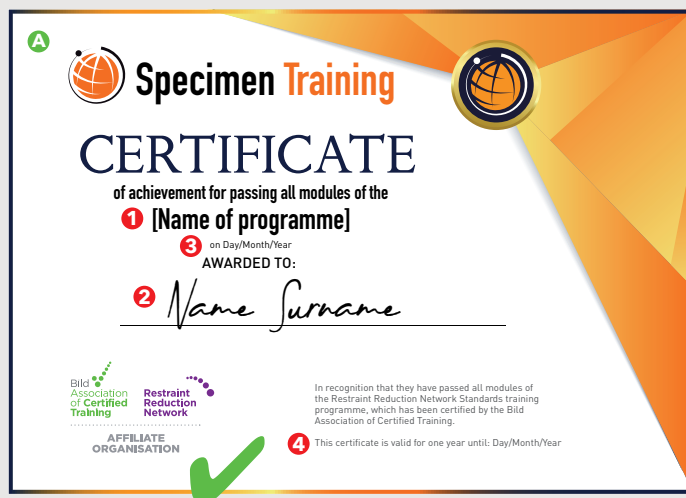 A
Specimen Training
CERTIFICATE
of achievement for passing all modules of the
1 [Name of programme]
3 on Day/Month/Year
AWARDED TO:
2 Name Surname
Bild
Association
of Certified
Training
Restraint
Reduction
Network
AFFILIATE
ORGANISATION
In recognition that they have passed all modules of
the Restraint Reduction Network Standards training
programme, which has been certified by the Bild
Association of Certified Training.
4 This certificate is valid for one year until: Day/Month/Year